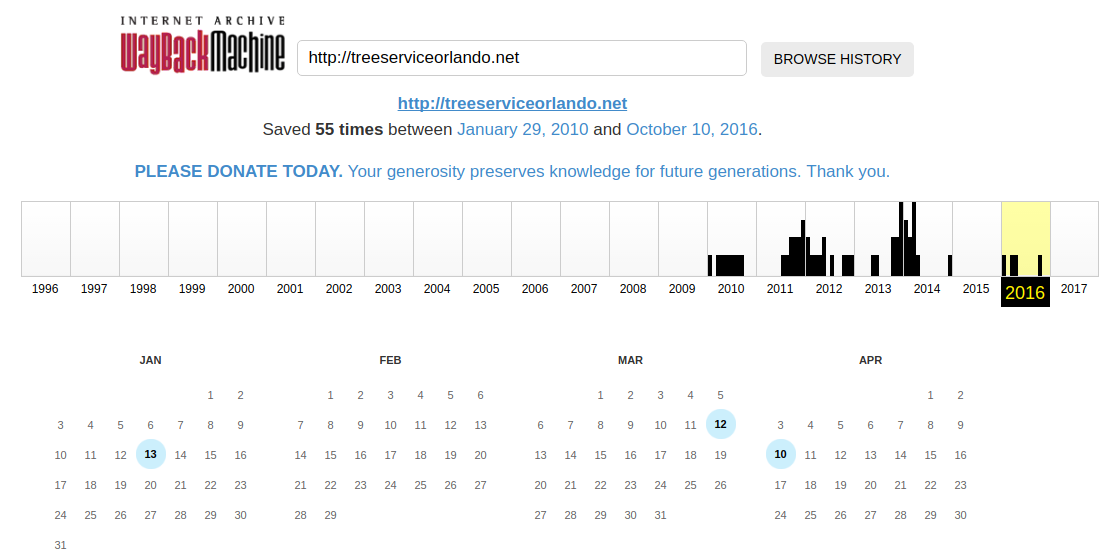 INTERNET ARCHIVE
WayBackMachine
http://treeserviceorlando.net
BROWSE HISTORY
http://treeserviceorlando.net
Saved 55 times between January 29, 2010 and October 10, 2016.
PLEASE DONATE TODAY. Your generosity preserves knowledge for future generations. Thank you.
1996 1997 1998 1999 2000 2001 2002 2003 2004 2005 2006 2007 2008 2009 2010 2011 2012 2013 2014 2015 2016 2017
JAN FEB MAR APR
1 2 1 2 3 4 5 6 1 2 3 4 5 1 2
3 4 5 6 7 8 9 7 8 9 10 11 12 13 6 7 8 9 10 11 12 3 4 5 6 7 8 9
10 11 12 13 14 15 16 14 15 16 17 18 19 20 13 14 15 16 17 18 19 10 11 12 13 14 15 16
17 18 19 20 21 22 23 21 22 23 24 25 26 27 20 21 22 23 24 25 26 17 18 19 20 21 22 23
24 25 26 27 28 29 30 28 29 27 28 29 30 31 24 25 26 27 28 29 30
31